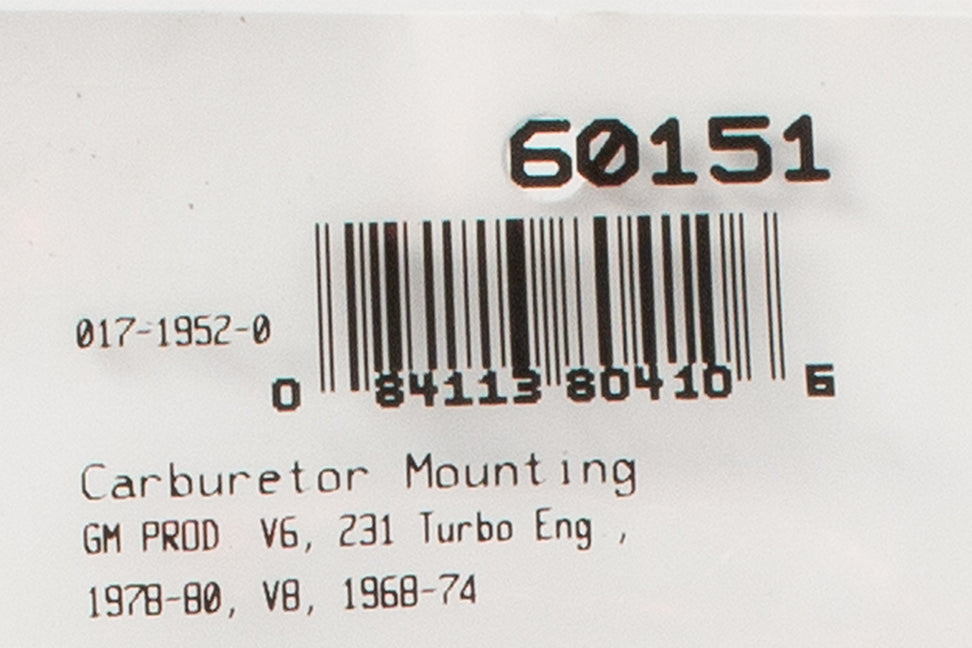 60151
017-1952-0
0 84113 80410 6
Carburetor Mounting
GM PROD V6, 231 Turbo Eng ,
1978-80, V8, 1968-74